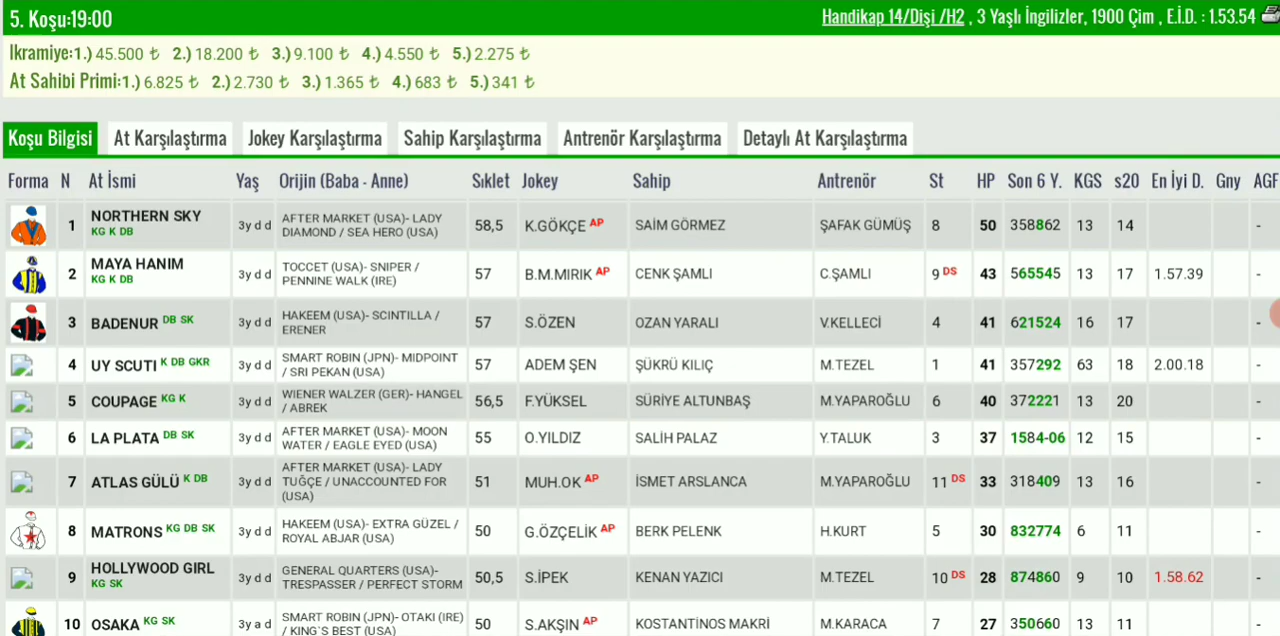 5. Koşu:19:00 Handikap 14/Dişi /H2 , 3 Yaşlı İngilizler, 1900 Çim , E.İ.D. : 1.53.54
Ikramiye:1.) 45.500 ₺ 2.) 18.200 ₺ 3.) 9.100 ₺ 4.) 4.550 ₺ 5.) 2.275 ₺
At Sahibi Primi:1.) 6.825 ₺ 2.) 2.730 ₺ 3.) 1.365 ₺ 4.) 683 ₺ 5.) 341 ₺
Koşu Bilgisi At Karşılaştırma Jokey Karşılaştırma Sahip Karşılaştırma Antrenör Karşılaştırma Detaylı At Karşılaştırma
Forma N At İsmi Yaş Orijin (Baba - Anne) Sıklet Jokey Sahip Antrenör St HP Son 6 Y. KGS s20 En İyi D. Gny AGF
1 NORTHERN SKY KG K DB 3y d d AFTER MARKET (USA)- LADY DIAMOND / SEA HERO (USA) 58,5 K.GÖKÇE AP SAİM GÖRMEZ ŞAFAK GÜMÜŞ 8 50 358862 13 14 -
2 MAYA HANIM KG K DB 3y d d TOCCET (USA)- SNIPER / PENNINE WALK (IRE) 57 B.M.MIRIK AP CENK ŞAMLI C.ŞAMLI 9 DS 43 565545 13 17 1.57.39 -
3 BADENUR DB SK 3y d d HAKEEM (USA)- SCINTILLA / ERENER 57 S.ÖZEN OZAN YARALI V.KELLECİ 4 41 621524 16 17 -
4 UY SCUTI K DB GKR 3y d d SMART ROBIN (JPN)- MIDPOINT / SRI PEKAN (USA) 57 ADEM ŞEN ŞÜKRÜ KILIÇ M.TEZEL 1 41 357292 63 18 2.00.18 -
5 COUPAGE KG K 3y d d WIENER WALZER (GER)- HANGEL / ABREK 56,5 F.YÜKSEL SÜRİYE ALTUNBAŞ M.YAPAROĞLU 6 40 372221 13 20 -
6 LA PLATA DB SK 3y d d AFTER MARKET (USA)- MOON WATER / EAGLE EYED (USA) 55 O.YILDIZ SALİH PALAZ Y.TALUK 3 37 1584-06 12 15 -
7 ATLAS GÜLÜ K DB 3y d d AFTER MARKET (USA)- LADY TUĞÇE / UNACCOUNTED FOR (USA) 51 MUH.OK AP İSMET ARSLANCA M.YAPAROĞLU 11 DS 33 318409 13 16 -
8 MATRONS KG DB SK 3y d d HAKEEM (USA)- EXTRA GÜZEL / ROYAL ABJAR (USA) 50 G.ÖZÇELİK AP BERK PELENK H.KURT 5 30 832774 6 11 -
9 HOLLYWOOD GIRL KG SK 3y d d GENERAL QUARTERS (USA)- TRESPASSER / PERFECT STORM 50,5 S.İPEK KENAN YAZICI M.TEZEL 10 DS 28 874860 9 10 1.58.62 -
10 OSAKA KG SK 3y a d SMART ROBIN (JPN)- OTAKI (IRE) / KING`S BEST (USA) 50 S.AKŞIN AP KOSTANTİNOS MAKRİ M.KARACA 7 27 350660 13 11 -